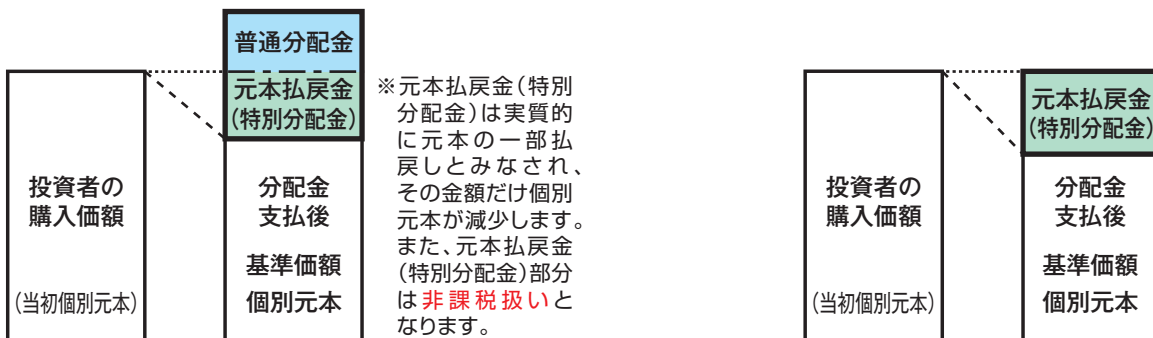 普通分配金
元本払戻金
(特別分配金)
投資者の
購入価額
(当初個別元本)
分配金
支払後
基準価額
個別元本
※元本払戻金(特別
分配金)は実質的
に元本の一部払
戻しとみなされ、
その金額だけ個別
元本が減少します。
また、元本払戻金
(特別分配金)部分
は非課税扱いと
なります。
元本払戻金
(特別分配金)
投資者の
購入価額
(当初個別元本)
分配金
支払後
基準価額
個別元本